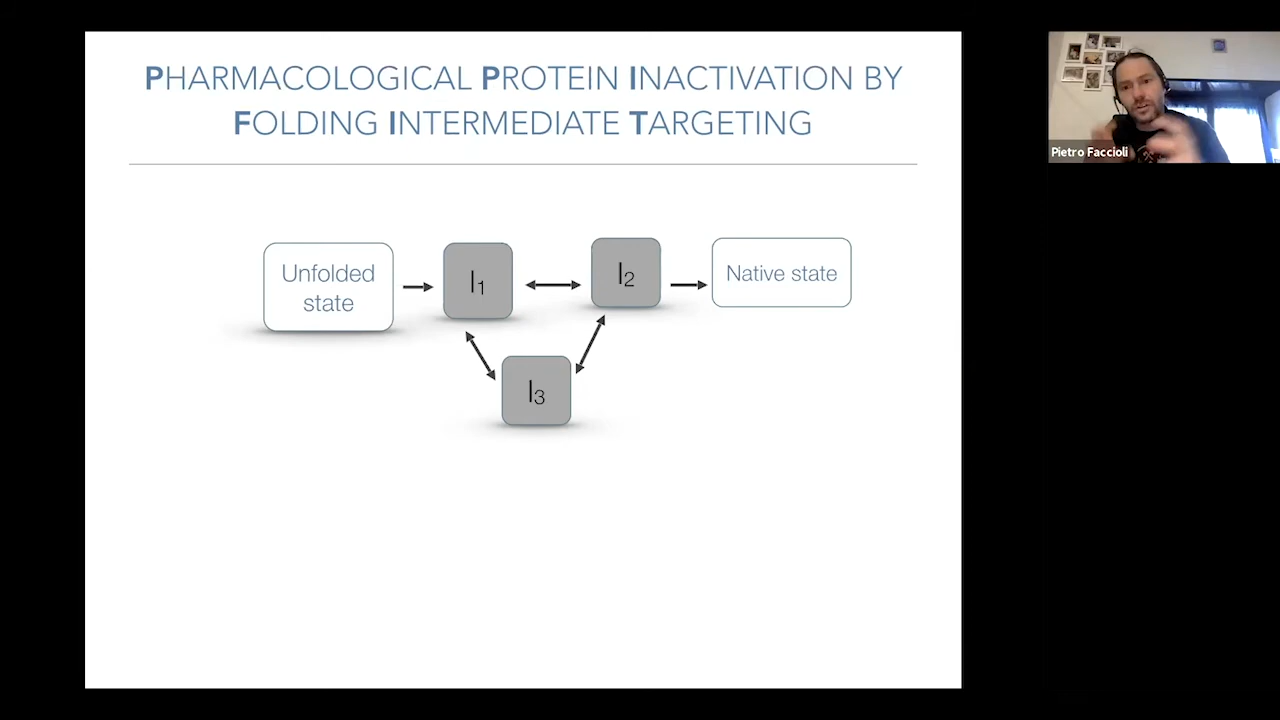 PHARMACOLOGICAL PROTEIN INACTIVATION BY
FOLDING INTERMEDIATE TARGETING
Unfolded
state
I₁
I₂
Native state
I₃
Pietro Faccioli